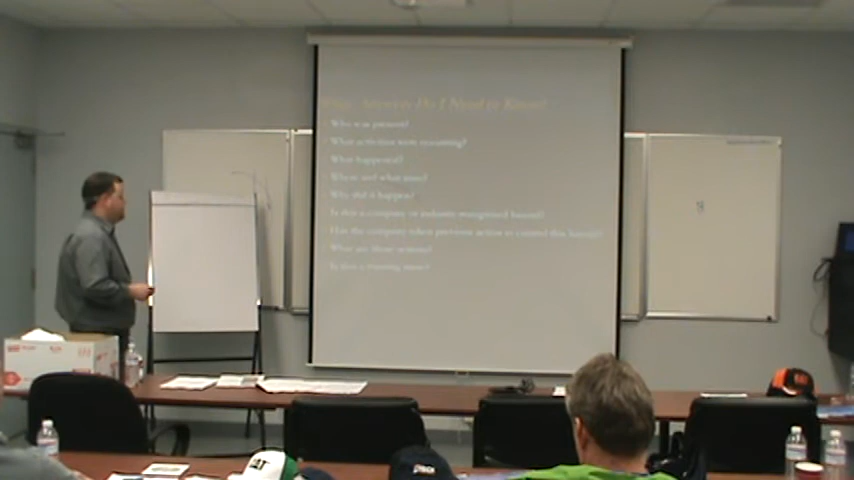 What Answers Do I Need to Know?
Who was present?
What activities were occurring?
What happened?
Where and what time?
Why did it happen?
Is this a company or industry recognized hazard?
Has the company taken previous action to control this hazard?
What are those actions?
Is this a training issue?
CAT